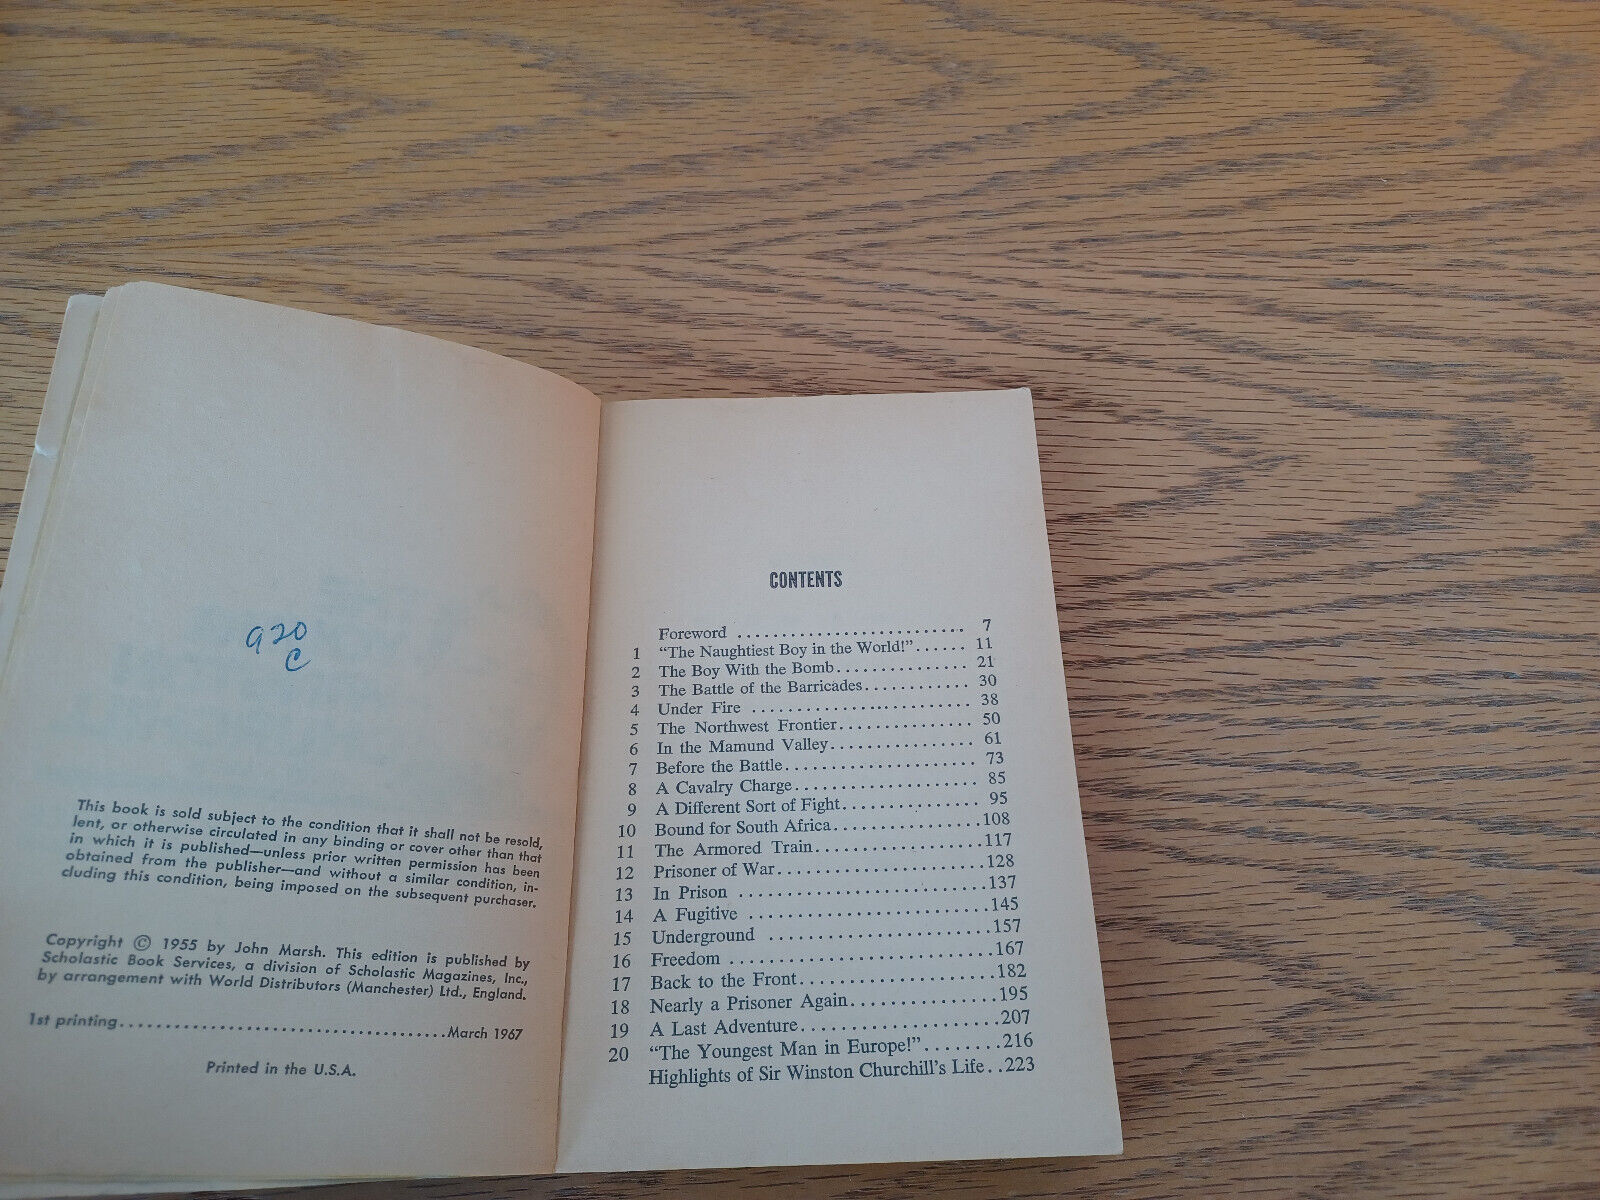 920
C
This book is sold subject to the condition that it shall not be resold,
lent, or otherwise circulated in any binding or cover other than that
in which it is published—unless prior written permission has been
obtained from the publisher—and without a similar condition, in-
cluding this condition, being imposed on the subsequent purchaser.
Copyright © 1955 by John Marsh. This edition is published by
Scholastic Book Services, a division of Scholastic Magazines, Inc.,
by arrangement with World Distributors (Manchester) Ltd., England.
1st printing.....................................March 1967
Printed in the U.S.A.
CONTENTS
Foreword .......................... 7
1 “The Naughtiest Boy in the World!”...... 11
2 The Boy With the Bomb............... 21
3 The Battle of the Barricades............ 30
4 Under Fire ............................ 38
5 The Northwest Frontier............... 50
6 In the Mamund Valley................ 61
7 Before the Battle...................... 73
8 A Cavalry Charge..................... 85
9 A Different Sort of Fight............... 95
10 Bound for South Africa.................108
11 The Armored Train...................117
12 Prisoner of War........................128
13 In Prison ............................137
14 A Fugitive ...........................145
15 Underground .........................157
16 Freedom ..............................167
17 Back to the Front......................182
18 Nearly a Prisoner Again.................195
19 A Last Adventure......................207
20 “The Youngest Man in Europe!”........216
Highlights of Sir Winston Churchill's Life..223